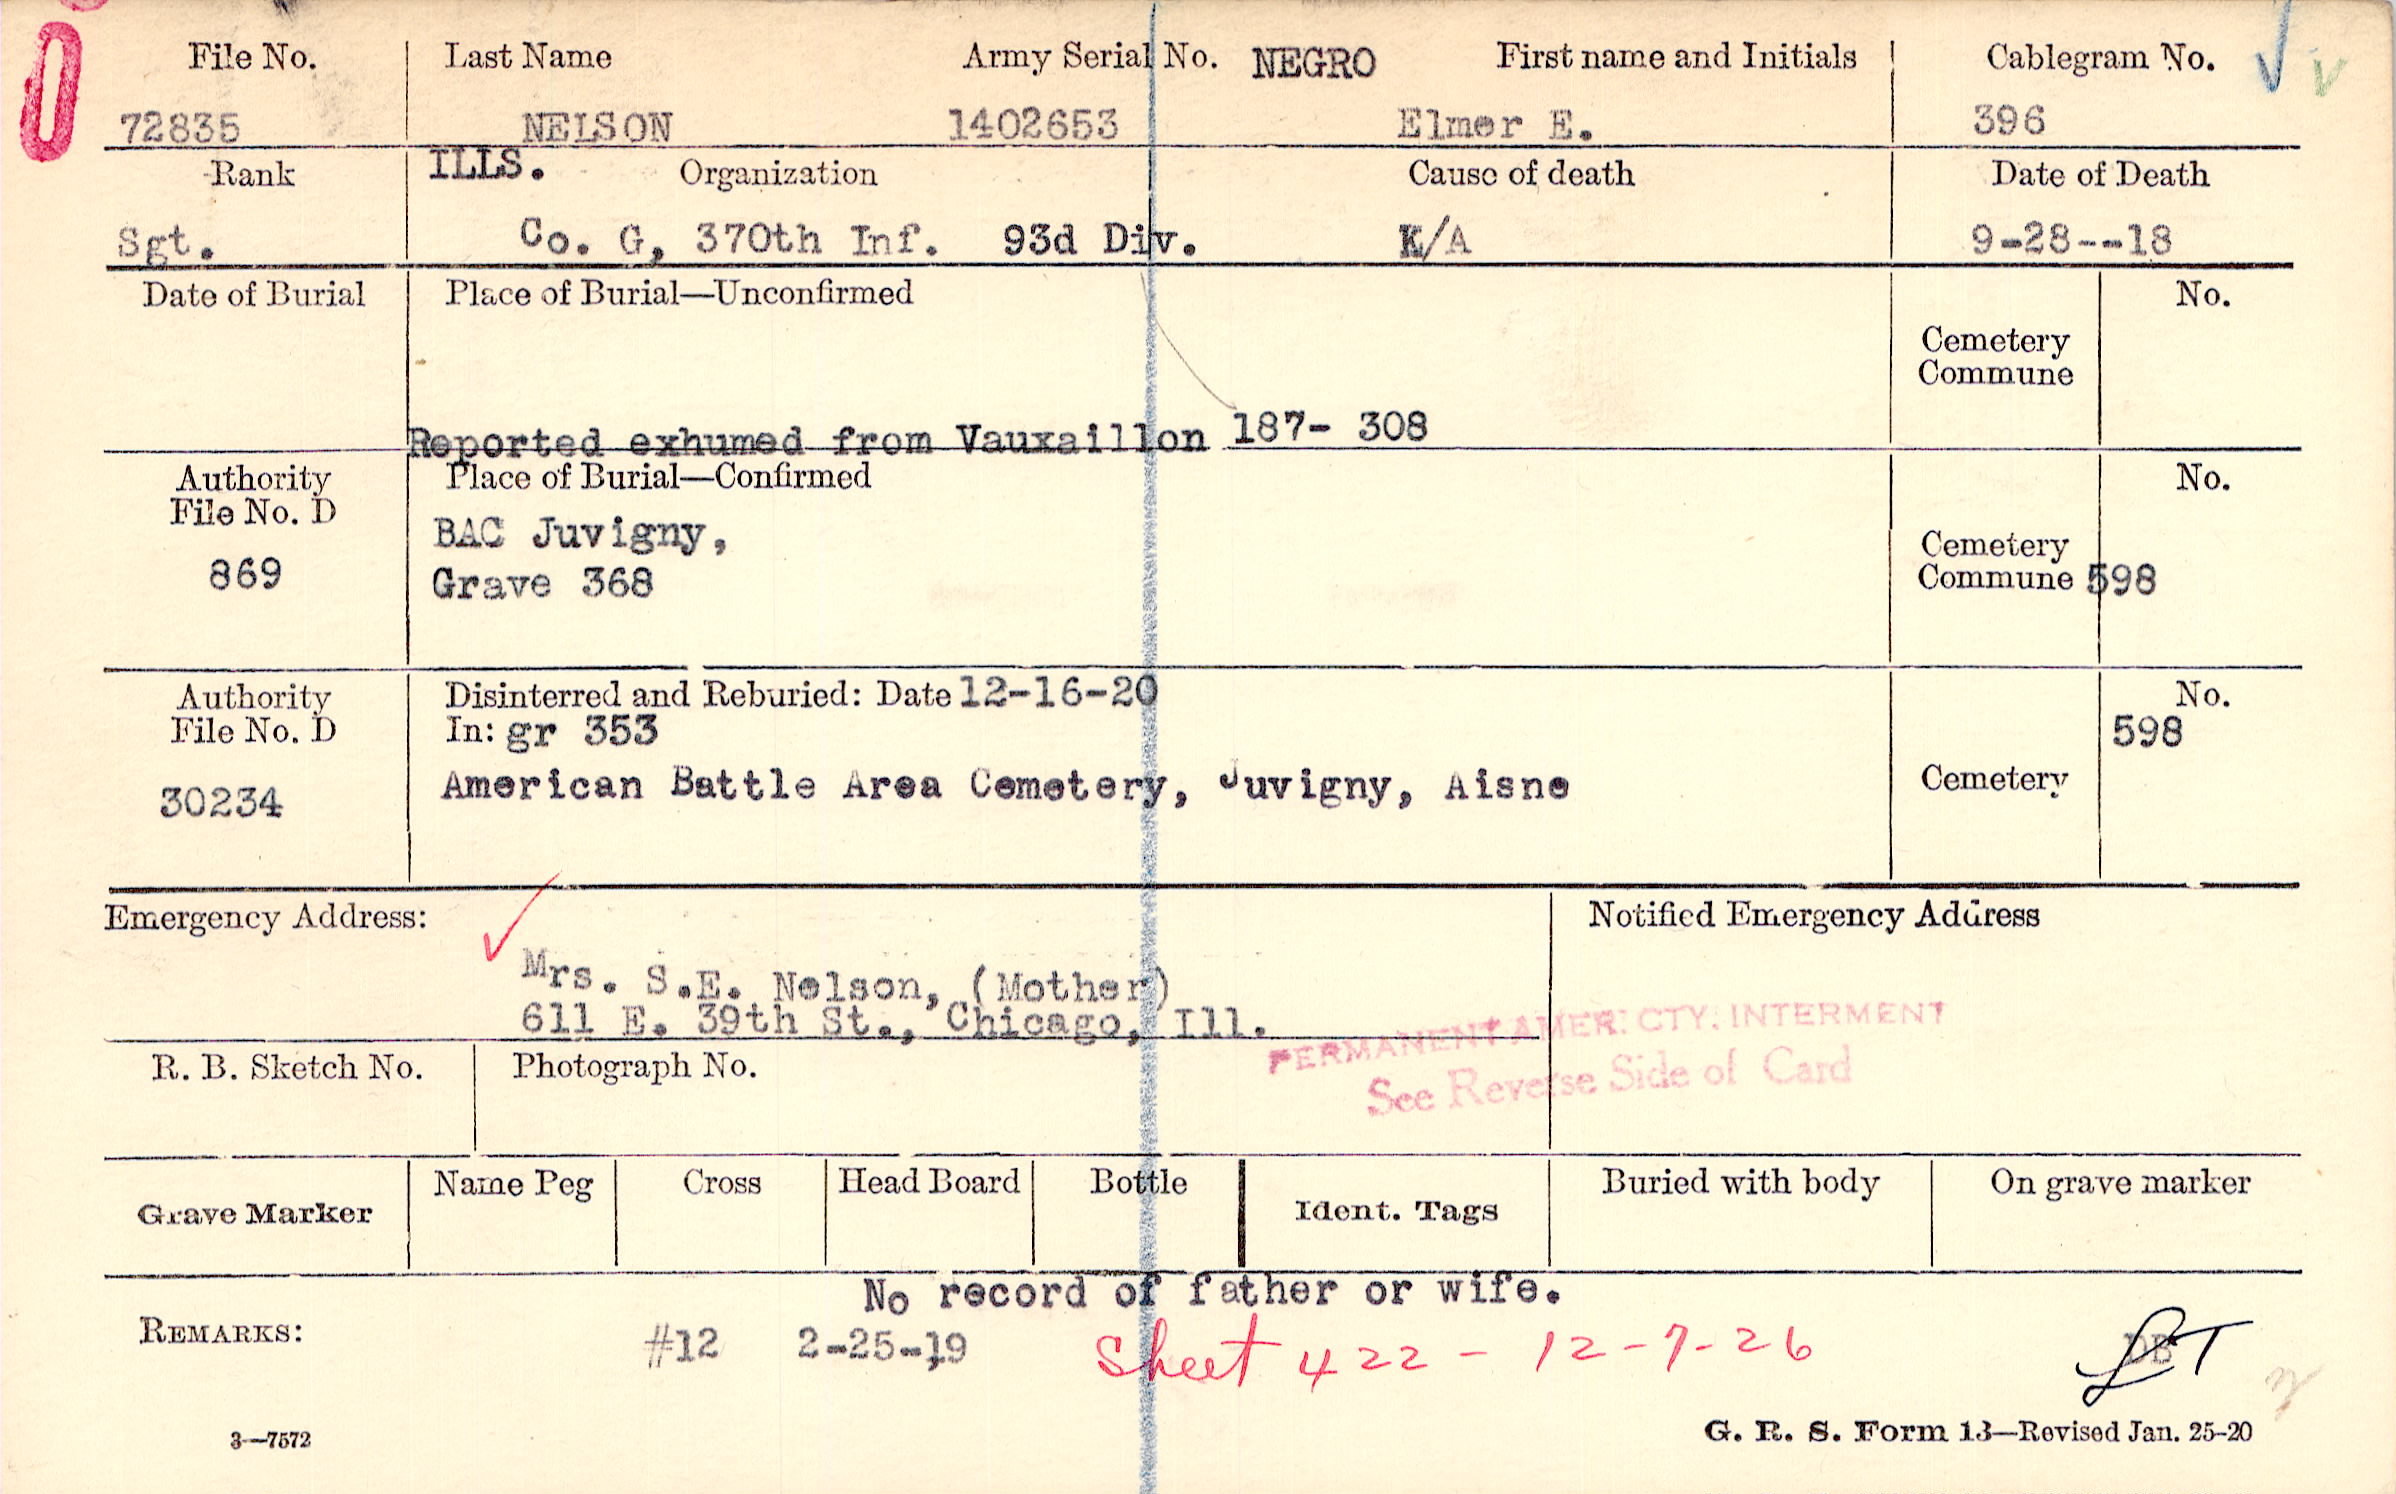 File No. Last Name Army Serial No. NEGRO First name and Initials Cablegram No.
72835 NELSON 1402653 Elmer E. 396
Rank ILLS. Organization Cause of death Date of Death
Sgt. Co. G, 370th Inf. 93d Div. K/A 9-28--18
Date of Burial Place of Burial—Unconfirmed No.
Cemetery
Commune
Reported exhumed from Vauxaillon 187- 308
Authority Place of Burial—Confirmed No.
File No. D
BAC Juvigny,
Cemetery
869 Grave 368 Commune 598
Authority Disinterred and Reburied: Date 12-16-20 No.
File No. D In: gr 353 598
30234 American Battle Area Cemetery, Juvigny, Aisne Cemetery
Emergency Address: Notified Emergency Address
Mrs. S.E. Nelson, (Mother)
611 E. 39th St., Chicago, Ill.
PERMANENT AMER. CTY. INTERMENT
See Reverse Side of Card
R. B. Sketch No. Photograph No.
Grave Marker Name Peg Cross Head Board Bottle Ident. Tags Buried with body On grave marker
No record of father or wife.
REMARKS: #12 2-25-19 Sheet 422 - 12-7-26 DB
3—7572 G. R. S. Form 13—Revised Jan. 25-20